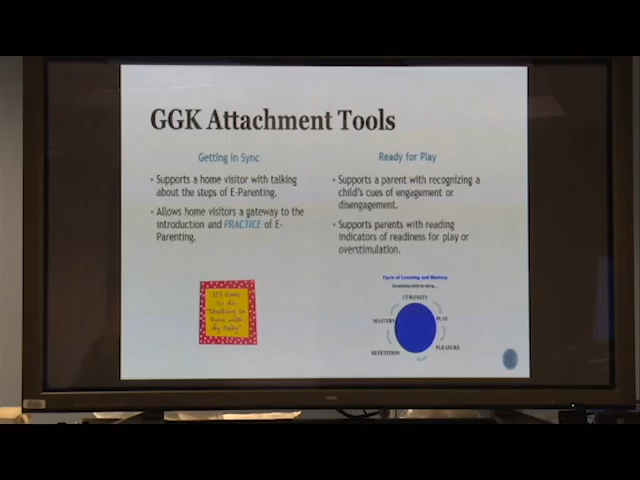 GGK Attachment Tools
Getting in Sync
• Supports a home visitor with talking
about the steps of E-Parenting.
• Allows home visitors a gateway to the
introduction and PRACTICE of E-
Parenting.
It's time
to do
"Getting in
Sync with
My Baby"
Ready for Play
• Supports a parent with recognizing a
child's cues of engagement or
disengagement.
• Supports parents with reading
indicators of readiness for play or
overstimulation.
Cycle of Learning and Mastery
CURIOSITY
PLAY
PLEASURE
REPETITION
MASTERY